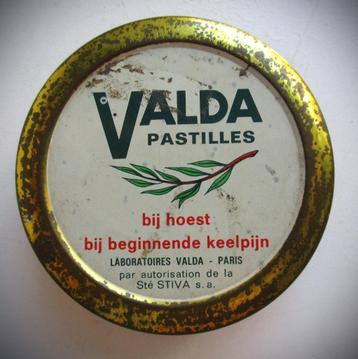 VALDA
PASTILLES
bij hoest
bij beginnende keelpijn
LABORATOIRES VALDA - PARIS
par autorisation de la
Sté STIVA s.a.